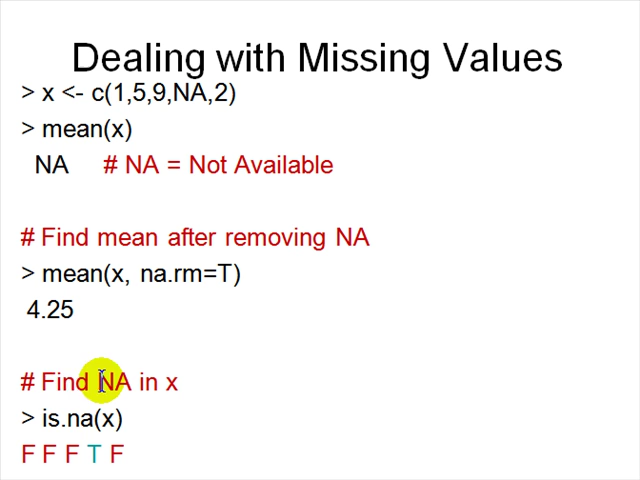 Dealing with Missing Values
> x <- c(1,5,9,NA,2)
> mean(x)
NA # NA = Not Available
# Find mean after removing NA
> mean(x, na.rm=T)
4.25
# Find NA in x
> is.na(x)
F F F T F